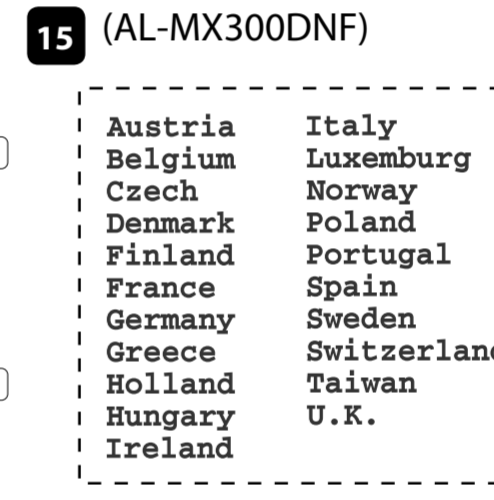 15 (AL-MX300DNF)
Austria
Belgium
Czech
Denmark
Finland
France
Germany
Greece
Holland
Hungary
Ireland
Italy
Luxemburg
Norway
Poland
Portugal
Spain
Sweden
Switzerland
Taiwan
U.K.